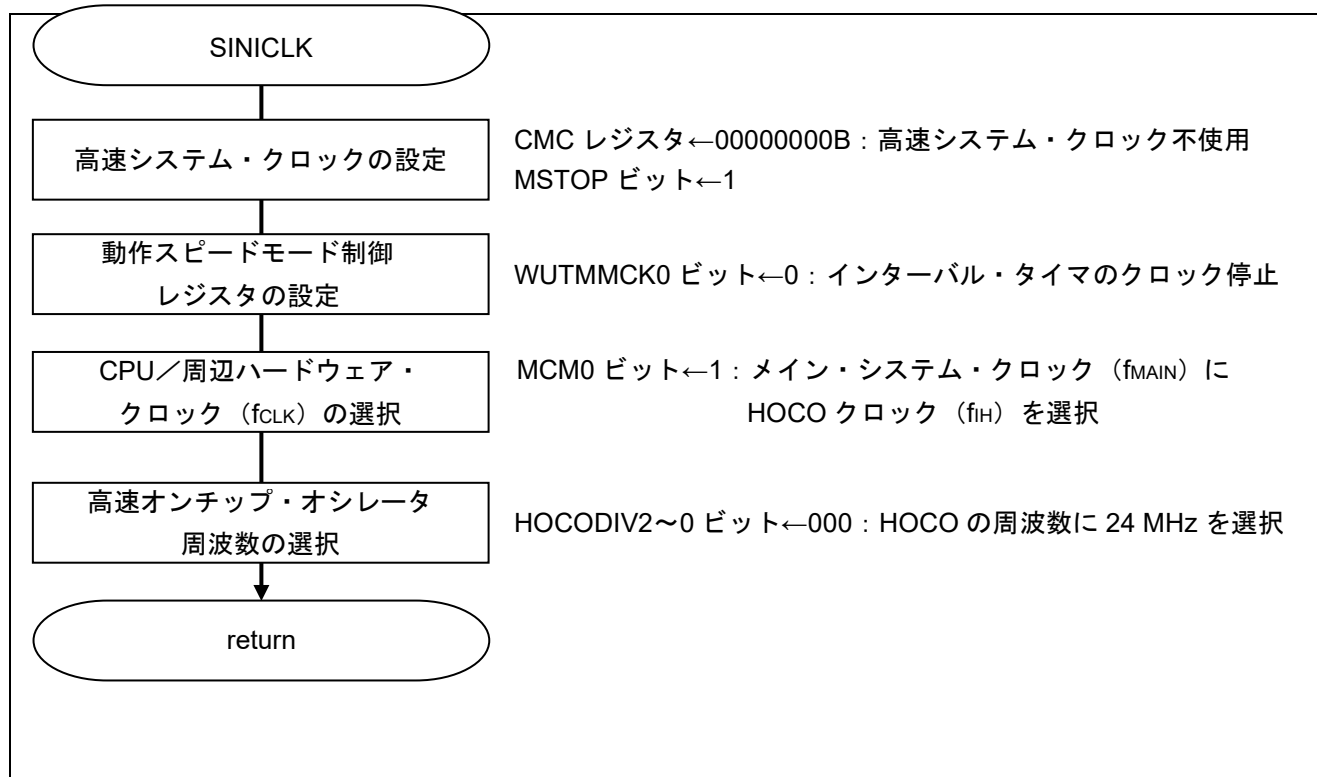 SINICLK
高速システム・クロックの設定
CMC レジスタ←00000000B：高速システム・クロック不使用
MSTOP ビット←1
動作スピードモード制御
レジスタの設定
WUTMMCK0 ビット←0：インターバル・タイマのクロック停止
CPU／周辺ハードウェア・
クロック（fCLK）の選択
MCM0 ビット←1：メイン・システム・クロック（fMAIN）に
HOCO クロック（fIH）を選択
高速オンチップ・オシレータ
周波数の選択
HOCODIV2～0 ビット←000：HOCO の周波数に 24 MHz を選択
return